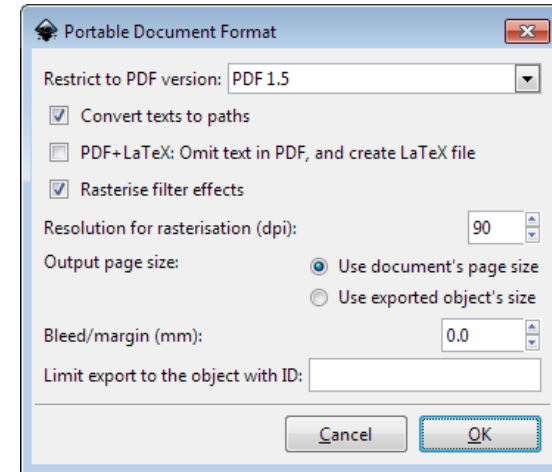 Portable Document Format
Restrict to PDF version: PDF 1.5
Convert texts to paths
PDF+LaTeX: Omit text in PDF, and create LaTeX file
Rasterise filter effects
Resolution for rasterisation (dpi): 90
Output page size: Use document's page size
Use exported object's size
Bleed/margin (mm): 0.0
Limit export to the object with ID:
Cancel OK